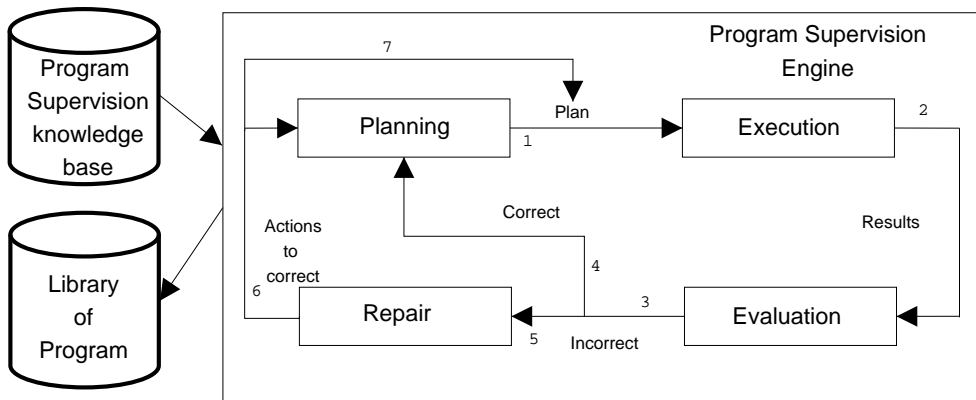 Program
Supervision
knowledge
base
Library
of
Program
Program Supervision
Engine
7
Planning
1
Plan
Execution
2
Results
Correct
4
Actions
to
correct
6
Repair
5
Incorrect
3
Evaluation